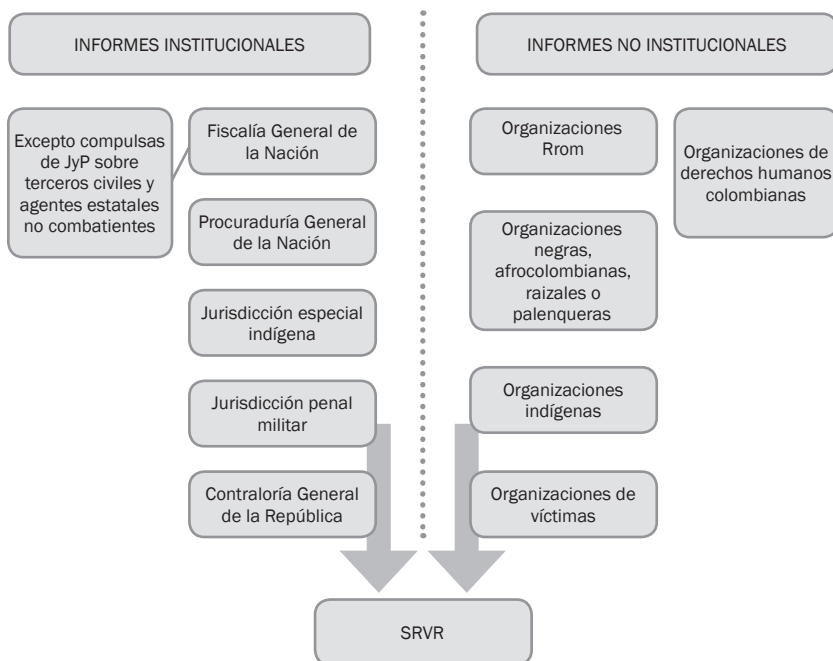 INFORMES INSTITUCIONALES
Excepto compulsas
de JyP sobre
terceros civiles y
agentes estatales
no combatientes
Fiscalía General de
la Nación
Procuraduría General
de la Nación
Jurisdicción especial
indígena
Jurisdicción penal
militar
Contraloría General
de la República
INFORMES NO INSTITUCIONALES
Organizaciones
Rrom
Organizaciones de
derechos humanos
colombianas
Organizaciones
negras,
afrocolombianas,
raizales o
palenqueras
Organizaciones
indígenas
Organizaciones de
víctimas
SRVR